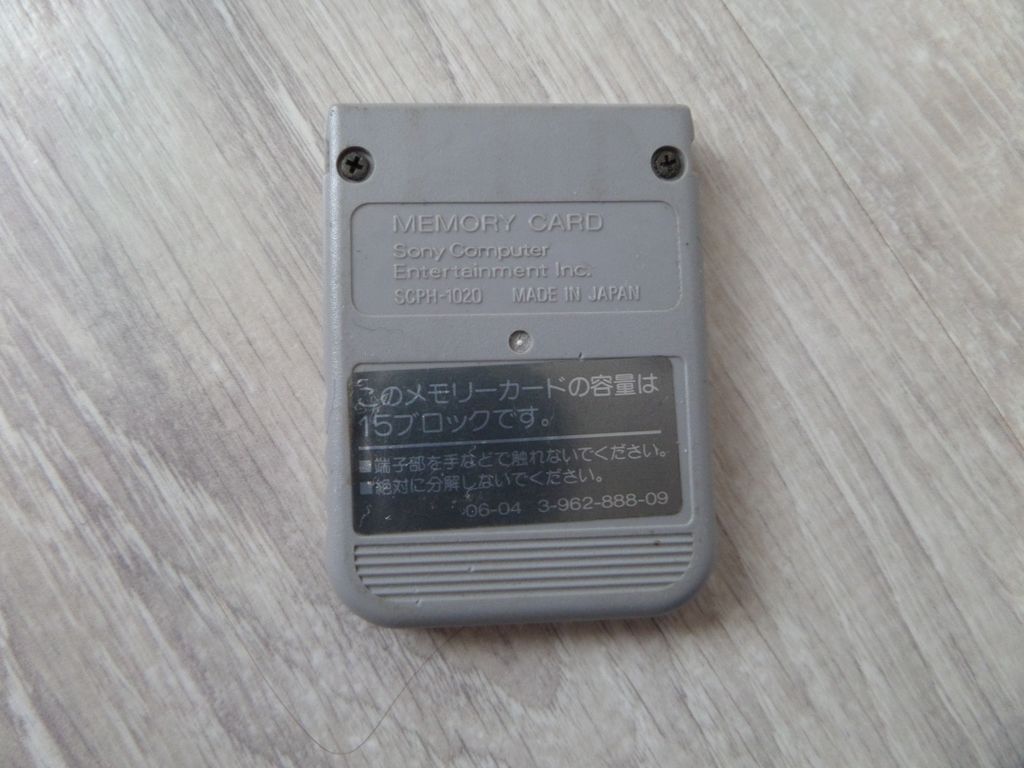 MEMORY CARD
Sony Computer
Entertainment Inc.
SCPH-1020 MADE IN JAPAN
このメモリーカードの容量は
15ブロックです。
■端子部を手などで触れないでください。
■絶対に分解しないでください。
06-04 3-962-888-09